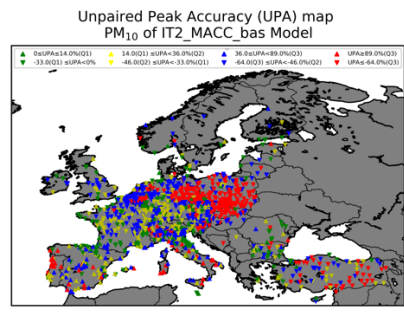 Unpaired Peak Accuracy (UPA) map
PM₁₀ of IT2_MACC_bas Model
0≤UPA≤14.0%(Q1) 14.0(Q1) ≤UPA<36.0%(Q2) 36.0≤UPA<89.0%(Q3) UPA≥89.0%(Q3)
-33.0(Q1) ≤UPA<0% -46.0(Q2) ≤UPA<-33.0%(Q1) -64.0(Q3) ≤UPA<-46.0%(Q2) UPA≤-64.0%(Q3)